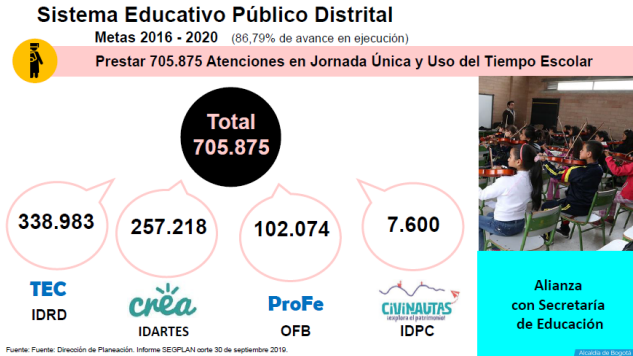 Sistema Educativo Público Distrital
Metas 2016 - 2020 (86,79% de avance en ejecución)
Prestar 705.875 Atenciones en Jornada Única y Uso del Tiempo Escolar
Total
705.875
338.983
257.218
102.074
7.600
TEC
IDRD
crea
IDARTES
ProFe
OFB
CIVINAUTAS
explora el patrimonio
IDPC
Alianza
con Secretaría
de Educación
Fuente: Fuente: Dirección de Planeación. Informe SEGPLAN corte 30 de septiembre 2019.
Alcaldía de Bogotá